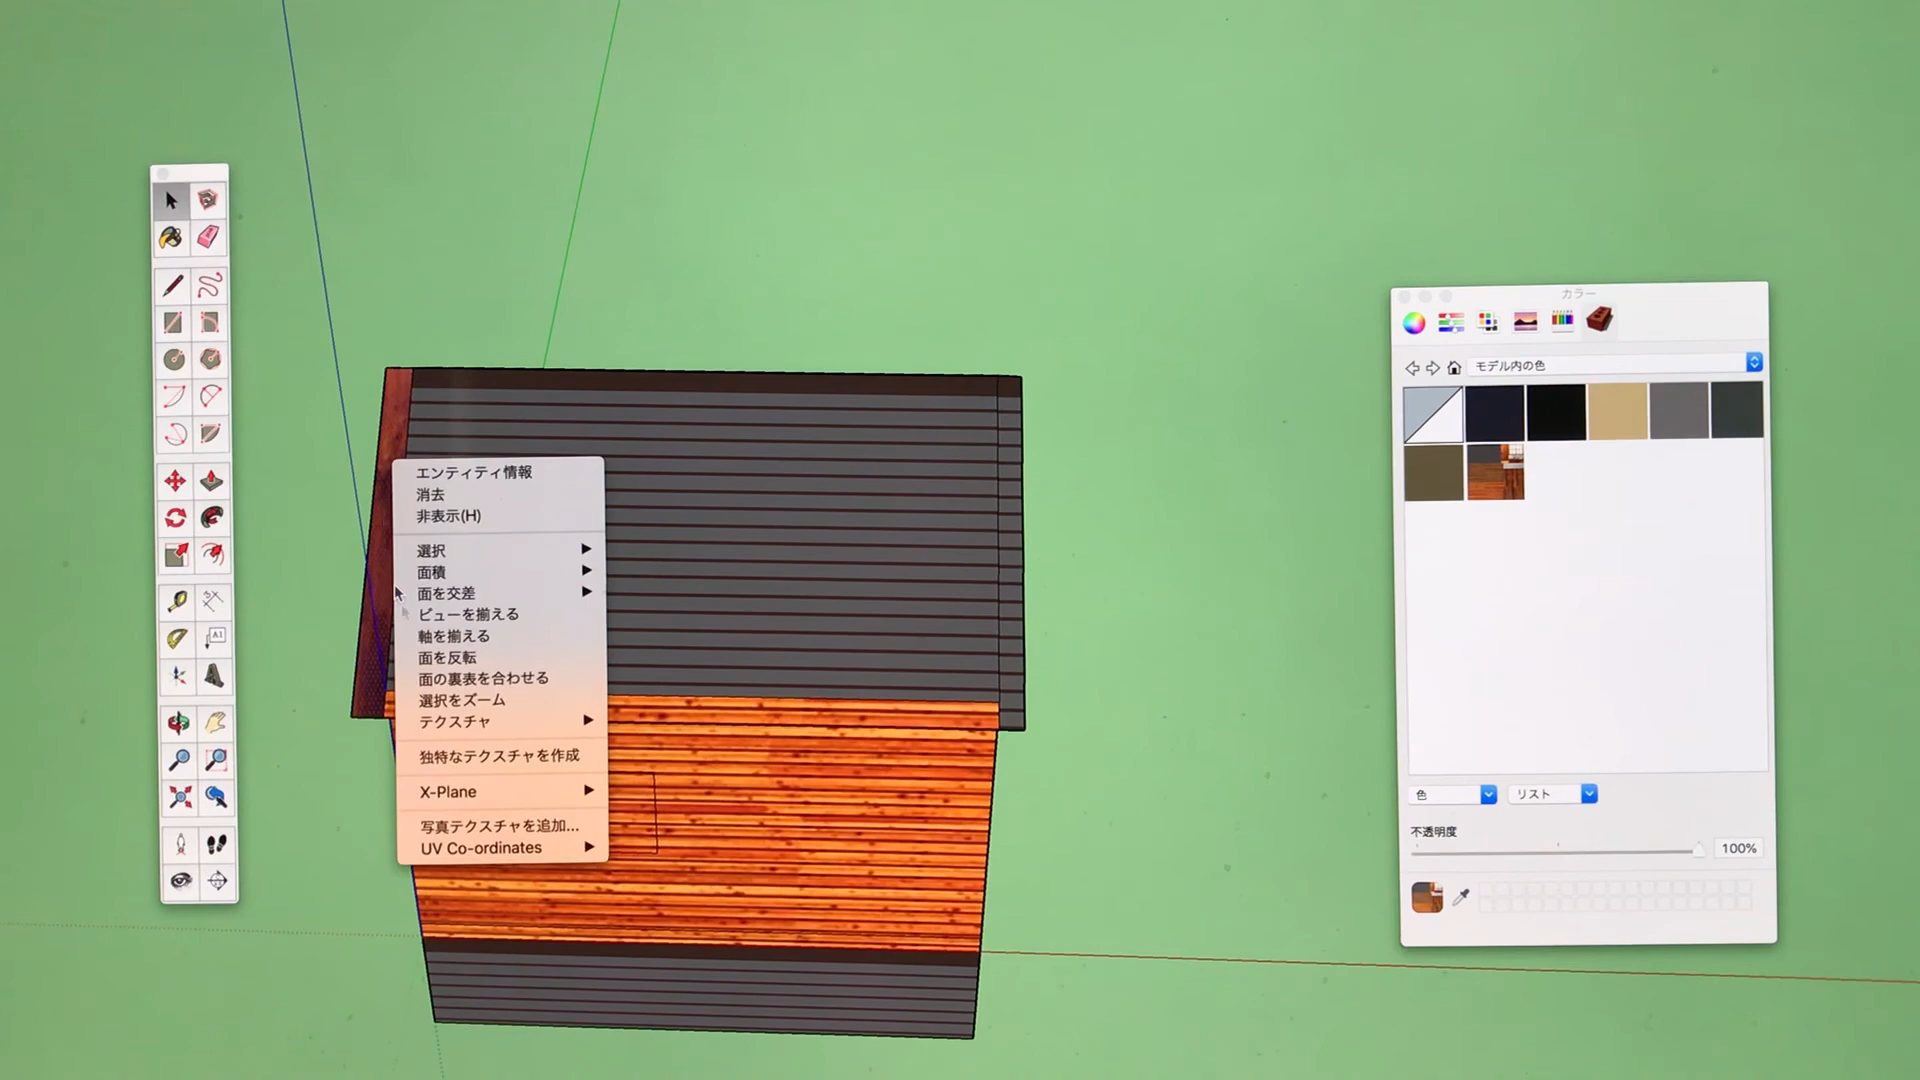 カラー
モデル内の色
エンティティ情報
消去
非表示(H)
選択
面積
面を交差
ビューを揃える
軸を揃える
面を反転
面の裏表を合わせる
選択をズーム
テクスチャ
独特なテクスチャを作成
X-Plane
写真テクスチャを追加...
UV Co-ordinates
A1
色
リスト
不透明度
100%